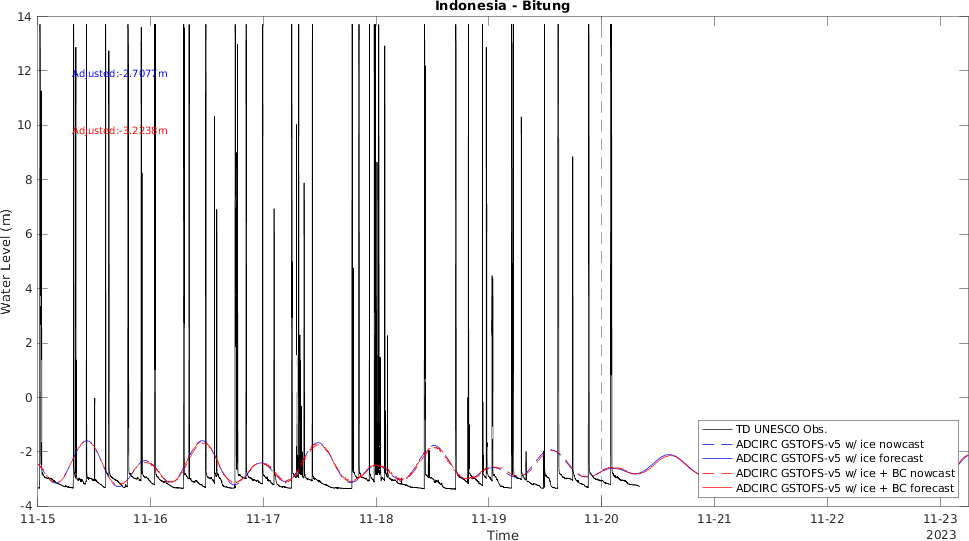 Indonesia - Bitung
14
12
10
8
6
4
2
0
-2
-4
Water Level (m)
Adjusted:-2.7077m
Adjusted:-3.2238m
TD UNESCO Obs.
ADCIRC GSTOFS-v5 w/ ice nowcast
ADCIRC GSTOFS-v5 w/ ice forecast
ADCIRC GSTOFS-v5 w/ ice + BC nowcast
ADCIRC GSTOFS-v5 w/ ice + BC forecast
11-15 11-16 11-17 11-18 11-19 11-20 11-21 11-22 11-23
Time
2023